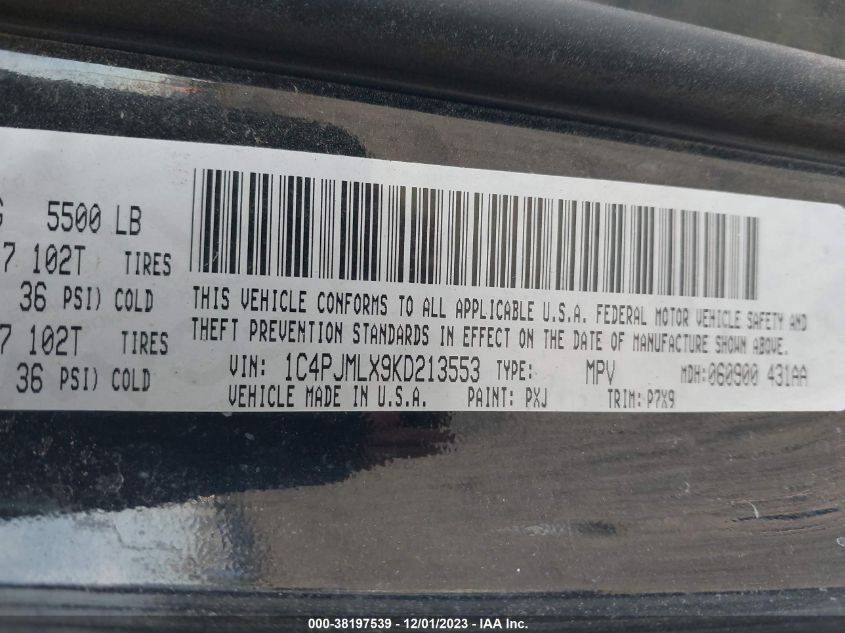 5500 LB
7 102T TIRES
36 PSI) COLD
7 102T TIRES
36 PSI) COLD
THIS VEHICLE CONFORMS TO ALL APPLICABLE U.S.A. FEDERAL MOTOR VEHICLE SAFETY AND
THEFT PREVENTION STANDARDS IN EFFECT ON THE DATE OF MANUFACTURE SHOWN ABOVE.
VIN: 1C4PJMLX9KD213553 TYPE: MPV MDH:060900 431AA
VEHICLE MADE IN U.S.A. PAINT: PXJ TRIM: P7X9
000-38197539 - 12/01/2023 - IAA Inc.